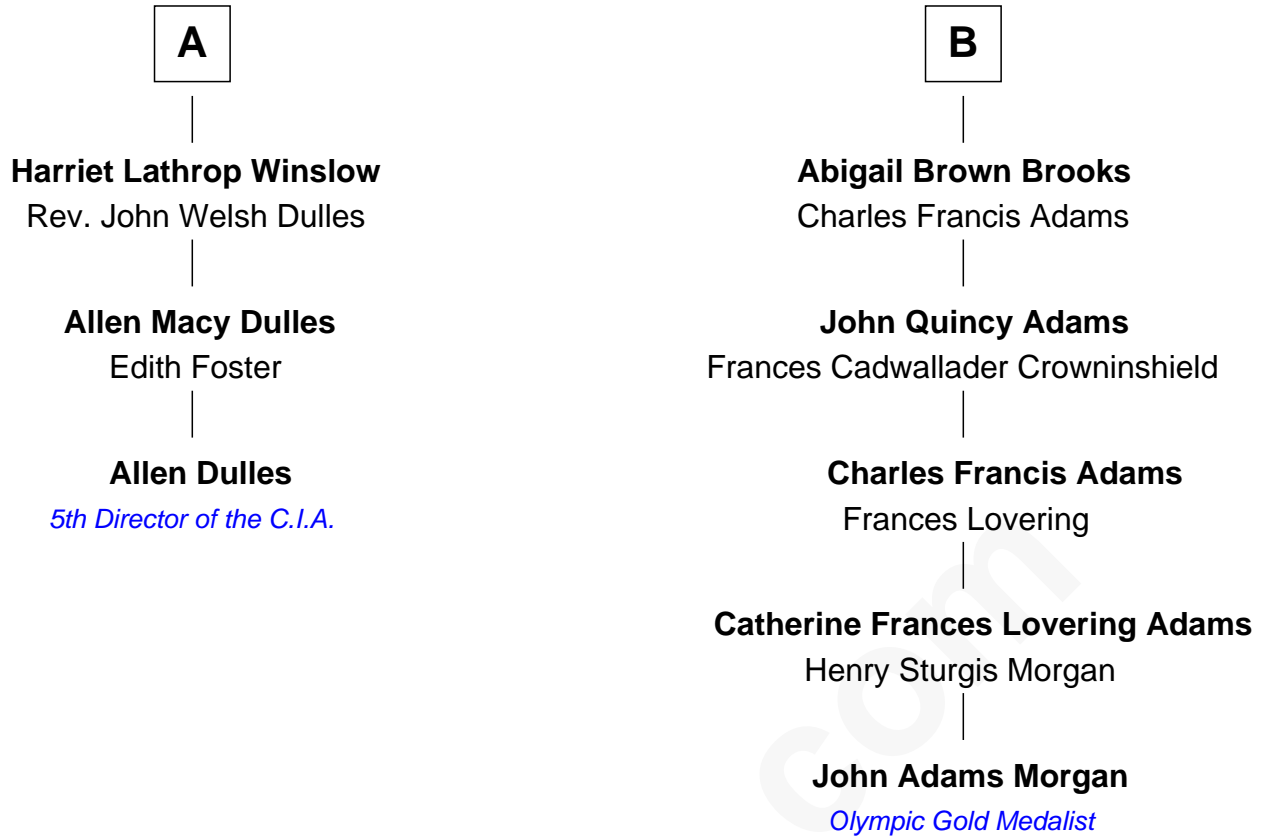 A
Harriet Lathrop Winslow
Rev. John Welsh Dulles
Allen Macy Dulles
Edith Foster
Allen Dulles
5th Director of the C.I.A.
B
Abigail Brown Brooks
Charles Francis Adams
John Quincy Adams
Frances Cadwallader Crowninshield
Charles Francis Adams
Frances Lovering
Catherine Frances Lovering Adams
Henry Sturgis Morgan
John Adams Morgan
Olympic Gold Medalist
com